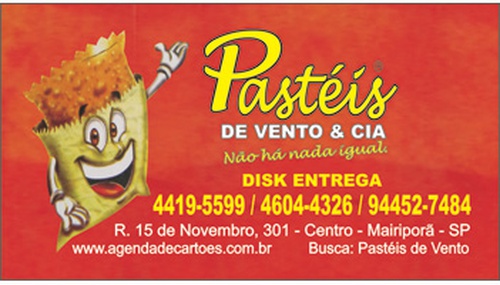 Pastéis
DE VENTO & CIA
Não há nada igual.
DISK ENTREGA
4419-5599 / 4604-4326 / 94452-7484
R. 15 de Novembro, 301 - Centro - Mairiporã - SP
www.agendadecartoes.com.br Busca: Pastéis de Vento